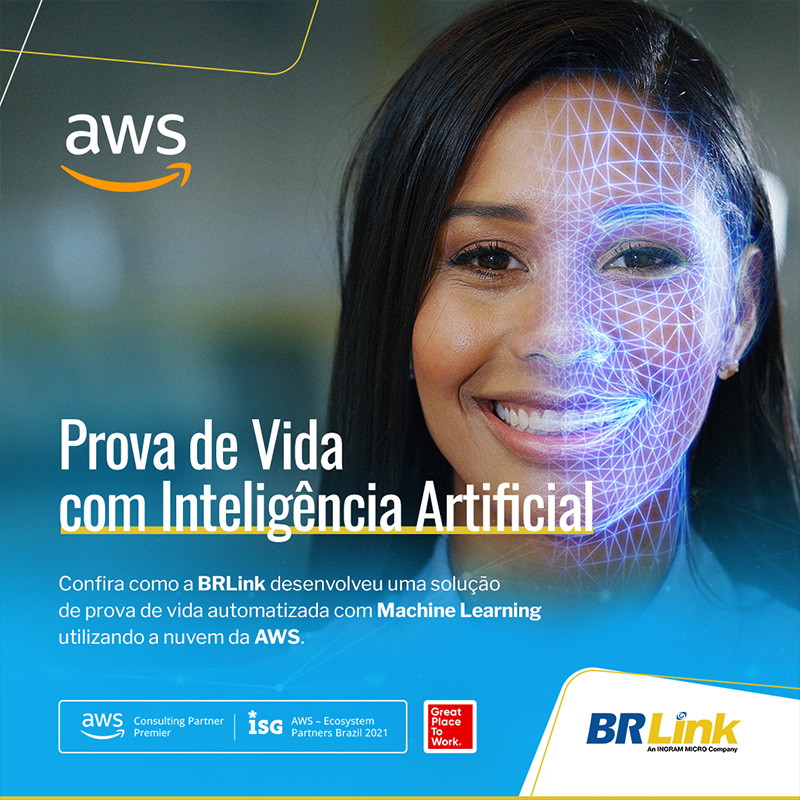 aws
Prova de Vida
com Inteligência Artificial
Confira como a BRLink desenvolveu uma solução
de prova de vida automatizada com Machine Learning
utilizando a nuvem da AWS.
aws
Consulting Partner
Premier
ISG
AWS – Ecosystem
Partners Brazil 2021
Great
Place
To
Work.
BRLink
An INGRAM MICRO Company